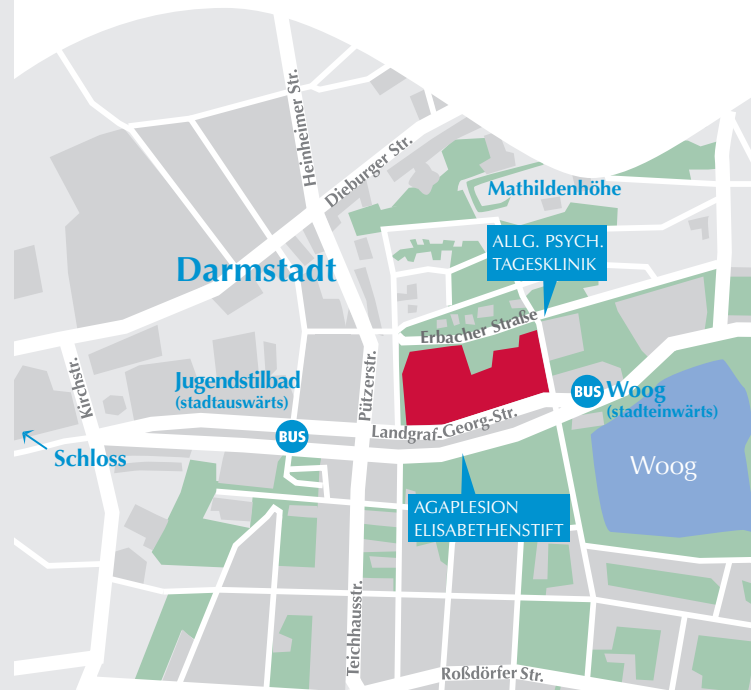 Heinheimer Str.
Dieburger Str.
Mathildenhöhe
ALLG. PSYCH.
TAGESKLINIK
Darmstadt
Erbacher Straße
Kirchstr.
Jugendstilbad
(stadtauswärts)
Pützerstr.
BUS
Woog
(stadteinwärts)
Landgraf-Georg-Str.
BUS
Schloss
Woog
AGAPLESION
ELISABETHENSTIFT
Teichhausstr.
Roßdörfer Str.